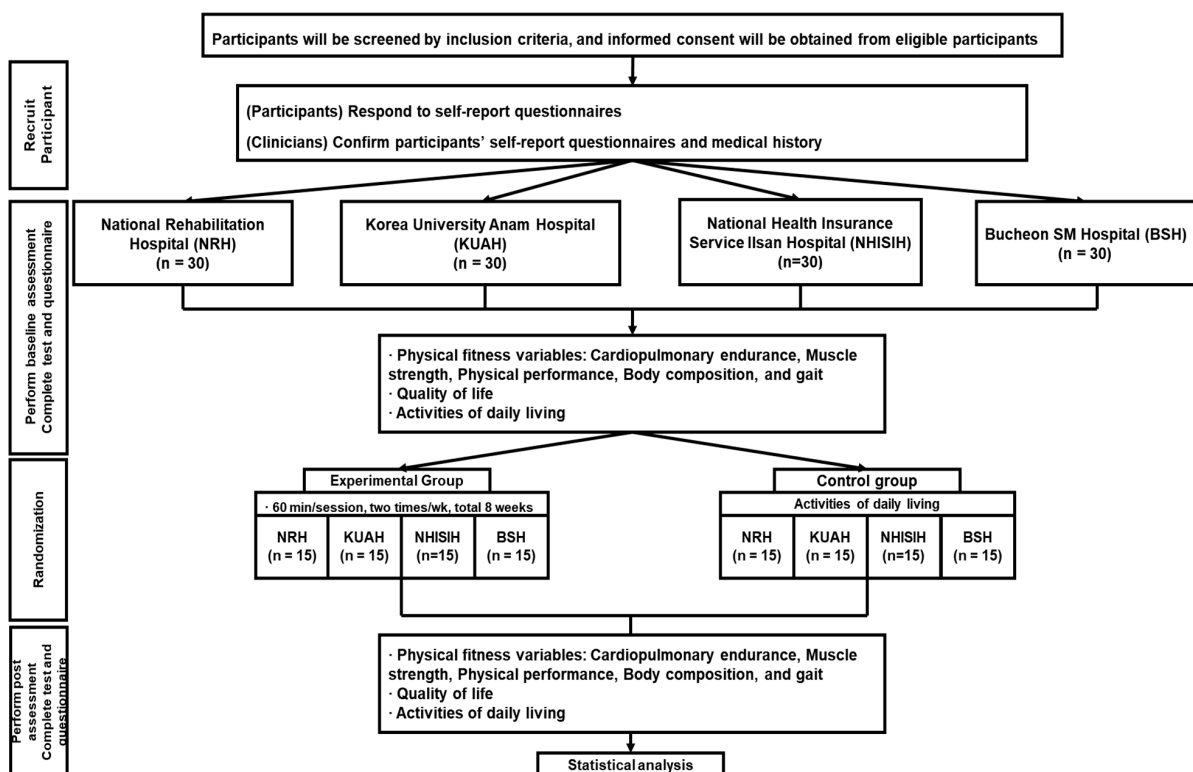 Participants will be screened by inclusion criteria, and informed consent will be obtained from eligible participants
Recruit
Participant
(Participants) Respond to self-report questionnaires
(Clinicians) Confirm participants’ self-report questionnaires and medical history
Perform baseline assessment
Complete test and questionnaire
National Rehabilitation
Hospital (NRH)
(n = 30)
Korea University Anam Hospital
(KUAH)
(n = 30)
National Health Insurance
Service Ilsan Hospital (NHISIH)
(n=30)
Bucheon SM Hospital (BSH)
(n = 30)
· Physical fitness variables: Cardiopulmonary endurance, Muscle
strength, Physical performance, Body composition, and gait
· Quality of life
· Activities of daily living
Randomization
Experimental Group
· 60 min/session, two times/wk, total 8 weeks
NRH
(n = 15)
KUAH
(n = 15)
NHISIH
(n=15)
BSH
(n = 15)
Control group
Activities of daily living
NRH
(n = 15)
KUAH
(n = 15)
NHISIH
(n=15)
BSH
(n = 15)
Perform post
assessment
Complete test and
questionnaire
· Physical fitness variables: Cardiopulmonary endurance, Muscle
strength, Physical performance, Body composition, and gait
· Quality of life
· Activities of daily living
Statistical analysis